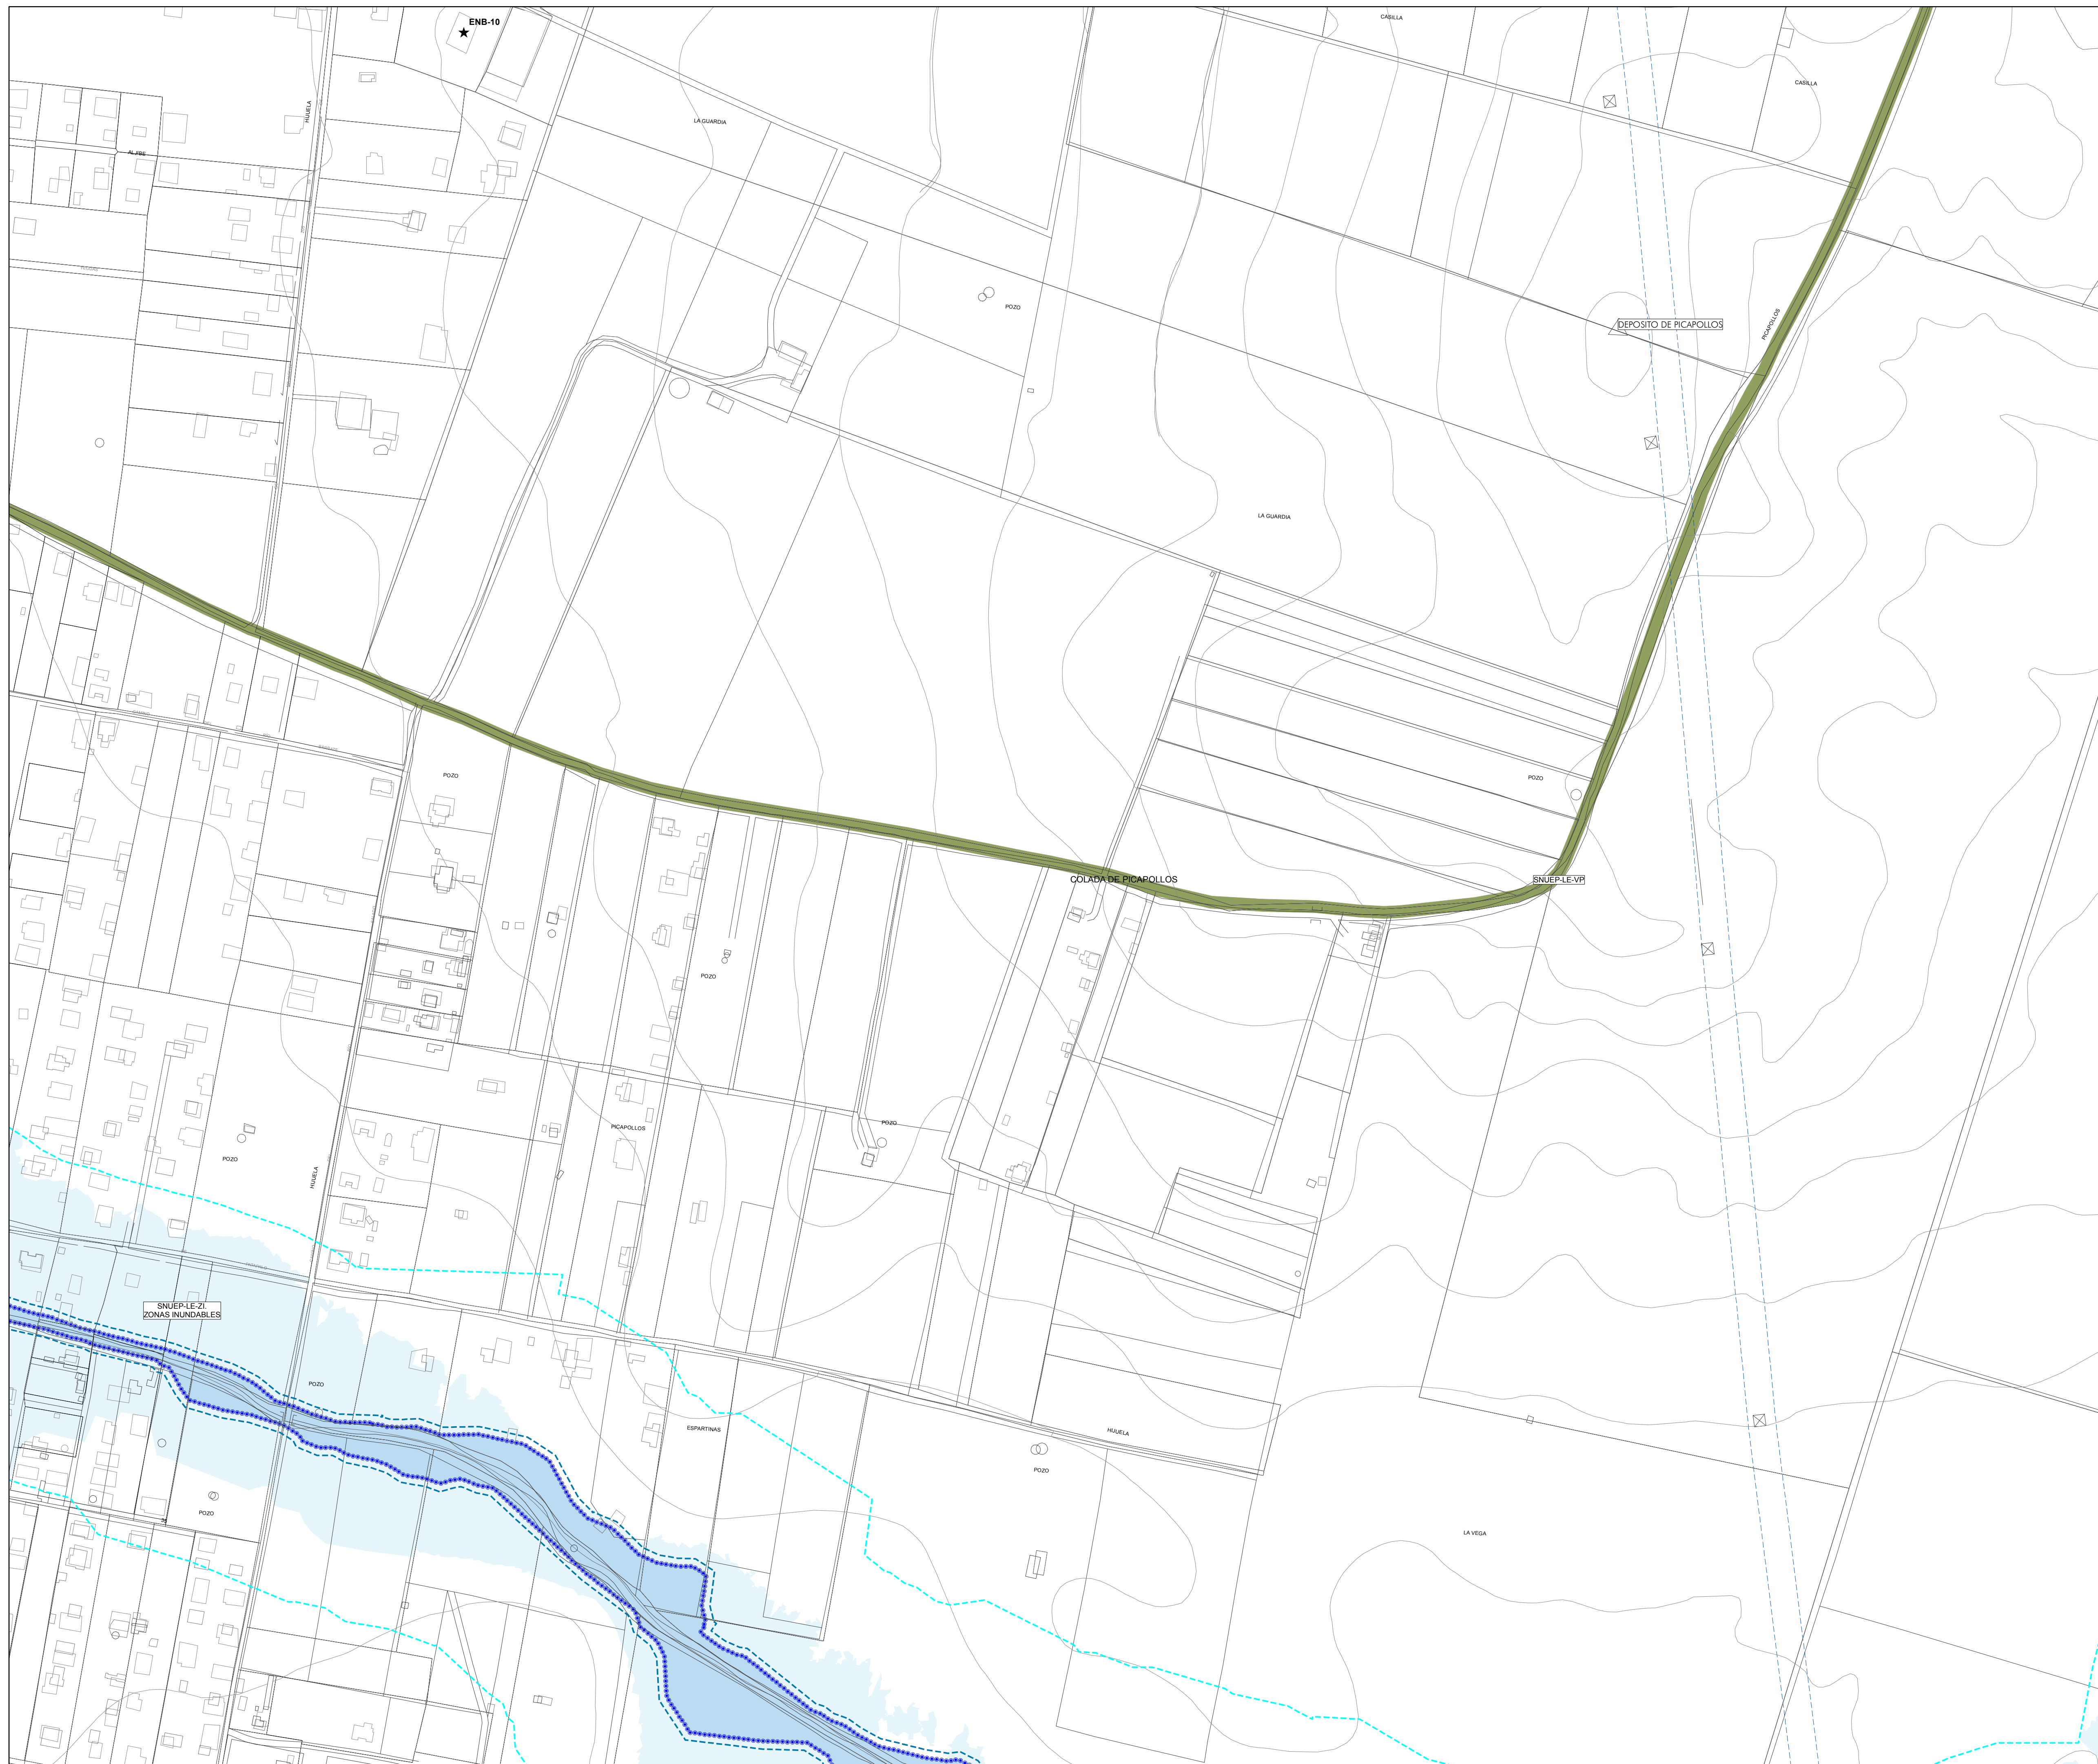 ENB-10
CASILLA
CASILLA
HIJUELA
LA GUARDIA
POZO
DEPOSITO DE PICAPOLLOS
PICAPOLLOS
LA GUARDIA
POZO
POZO
COLADA DE PICAPOLLOS
SNUEP-LE-VP
POZO
PICAPOLLOS
POZO
POZO
HIJUELA
SNUEP-LE-ZI.
ZONAS INUNDABLES
POZO
ESPARTINAS
HIJUELA
POZO
POZO
LA VEGA